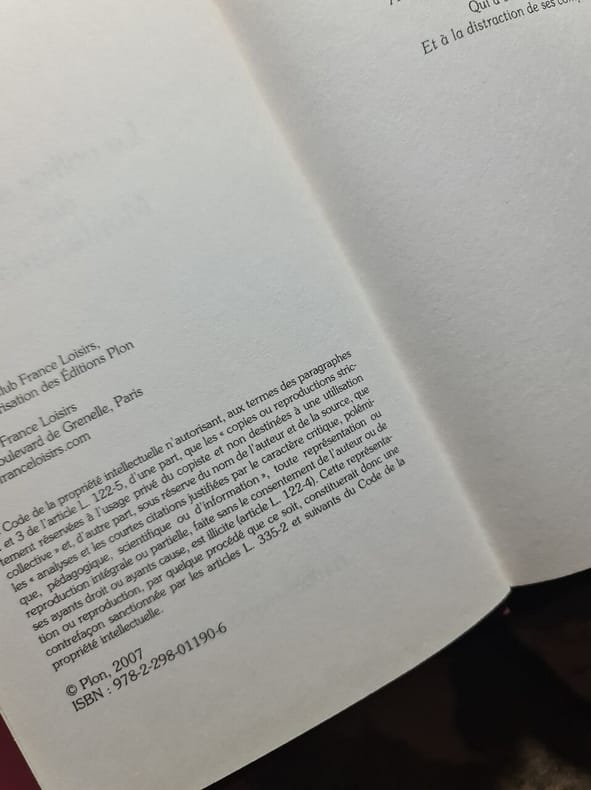 Club France Loisirs,
des Éditions Plon
France Loisirs
de Grenelle, Paris
Code de la propriété intellectuelle n'autorisant, aux termes des paragraphes
et 3 de l'article L. 122-5, d'une part, que les « copies ou reproductions stric-
tement réservées à l'usage privé du copiste et non destinées à une utilisation
collective » et, d'autre part, sous réserve du nom de l'auteur et de la source, que
les « analyses et les courtes citations justifiées par le caractère critique, polémi-
que, pédagogique, scientifique ou d'information », toute représentation ou
reproduction intégrale ou partielle, faite sans le consentement de l'auteur ou de
ses ayants droit ou ayants cause, est illicite (article L. 122-4). Cette représenta-
tion ou reproduction, par quelque procédé que ce soit, constituerait donc une
contrefaçon sanctionnée par les articles L. 335-2 et suivants du Code de la
propriété intellectuelle.
© Plon, 2007
ISBN : 978-2-298-01190-6
Qui
Et à la distraction de ses